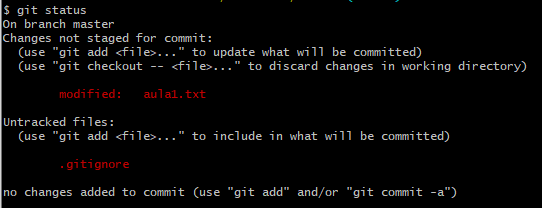 $ git status
On branch master
Changes not staged for commit:
  (use "git add <file>..." to update what will be committed)
  (use "git checkout -- <file>..." to discard changes in working directory)
        modified:   aula1.txt
Untracked files:
  (use "git add <file>..." to include in what will be committed)
        .gitignore
no changes added to commit (use "git add" and/or "git commit -a")